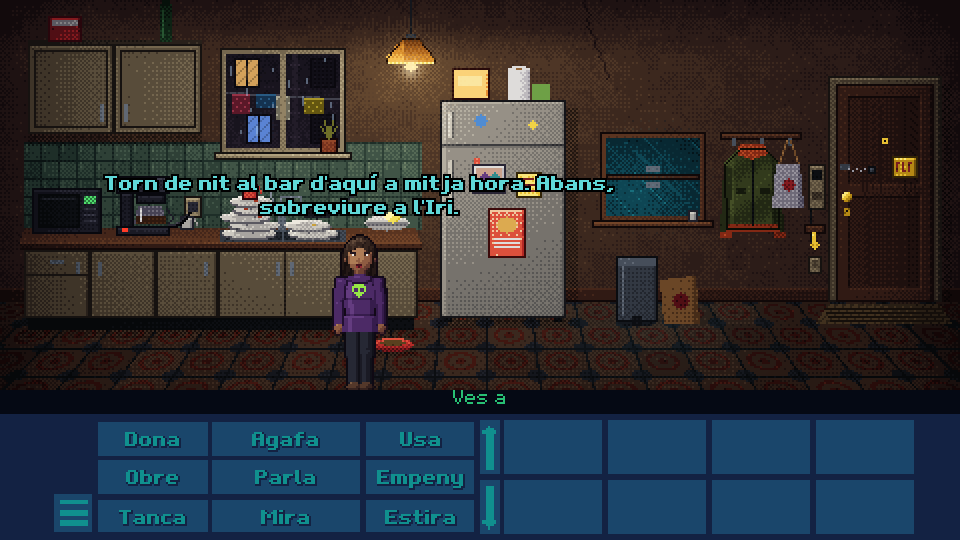 Torn de nit al bar d'aquí a mitja hora. Abans,
sobreviure a l'Iri.
Ves a
Dona
Agafa
Usa
Obre
Parla
Empeny
Tanca
Mira
Estira